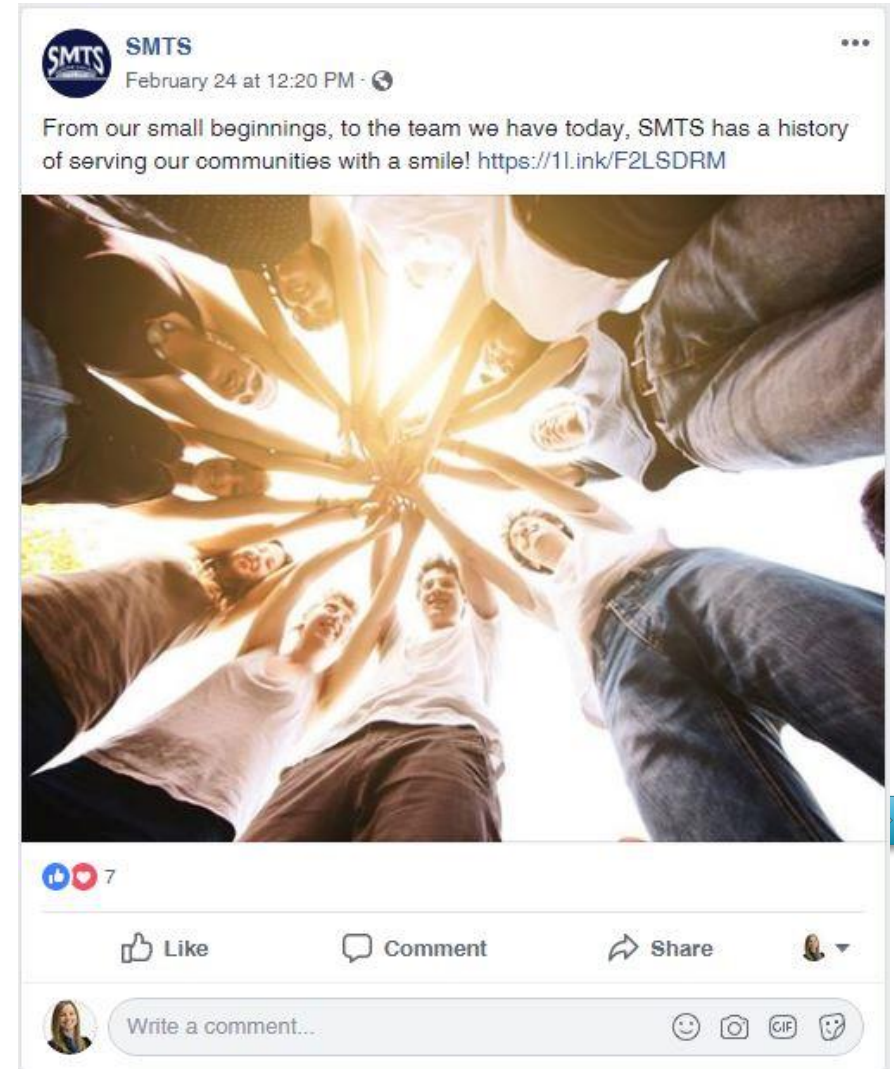 SMTS
SMTS
February 24 at 12:20 PM ·
From our small beginnings, to the team we have today, SMTS has a history
of serving our communities with a smile! https://1l.ink/F2LSDRM
7
Like
Comment
Share
Write a comment...
GIF